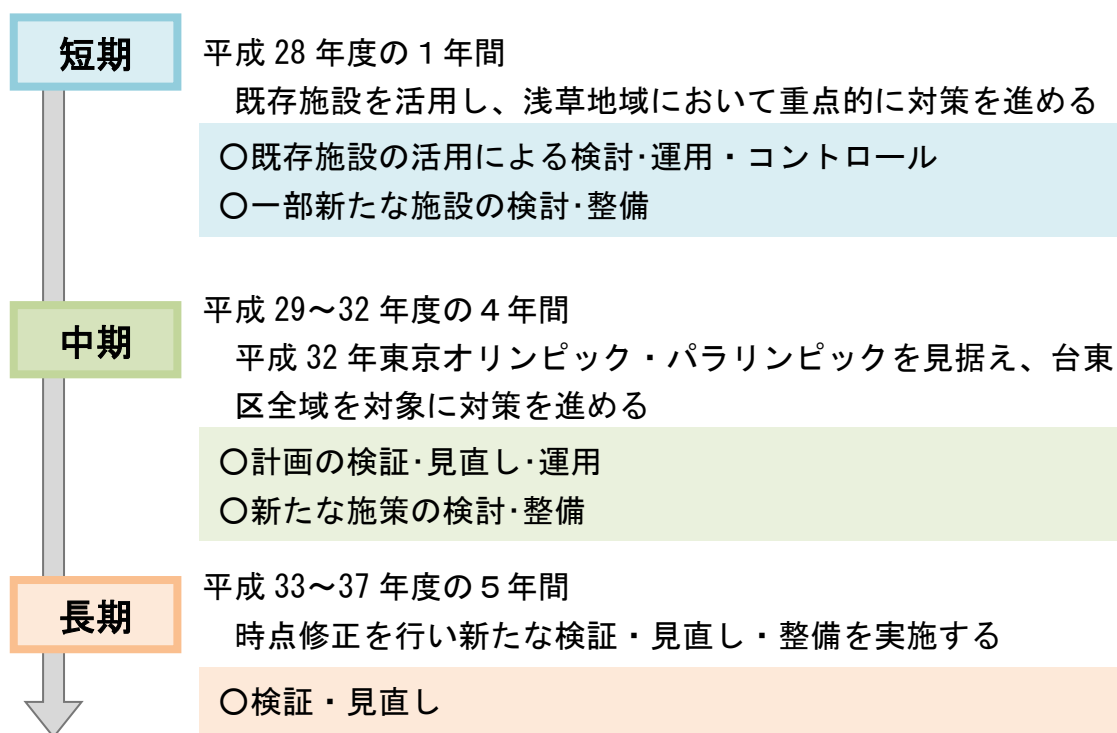 短期
平成 28 年度の１年間
既存施設を活用し、浅草地域において重点的に対策を進める
○既存施設の活用による検討･運用・コントロール
○一部新たな施設の検討･整備
中期
平成 29～32 年度の４年間
平成 32 年東京オリンピック・パラリンピックを見据え、台東
区全域を対象に対策を進める
○計画の検証･見直し･運用
○新たな施策の検討･整備
長期
平成 33～37 年度の５年間
時点修正を行い新たな検証・見直し・整備を実施する
○検証・見直し